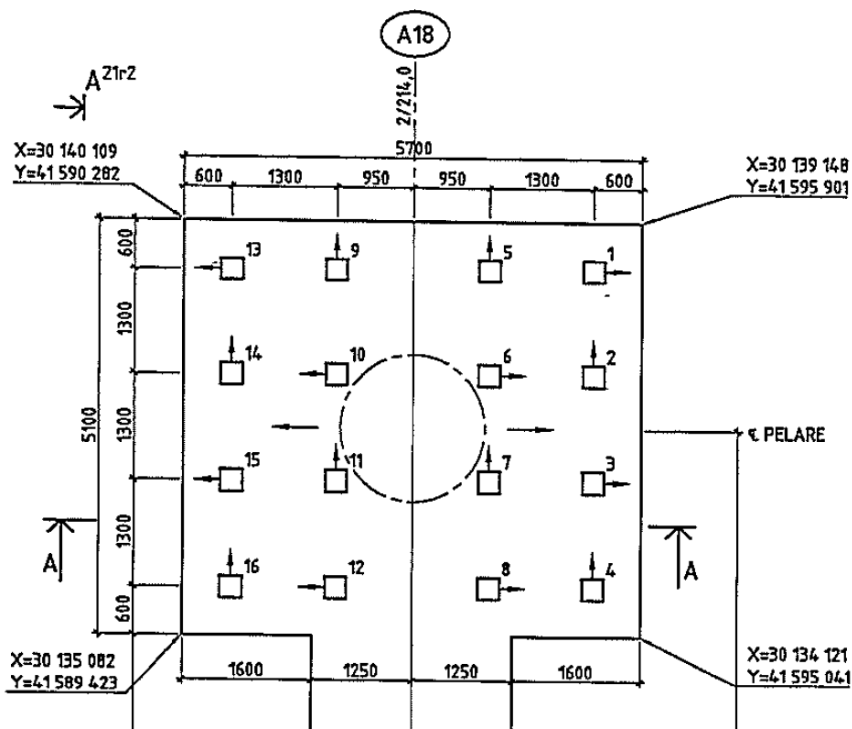 A18
A21r2
2/214,0
X=30 140 109
Y=41 590 282
5700
X=30 139 148
Y=41 595 901
600 1300 950 950 1300 600
600
13 9 5 1
1300
14 10 6 2
5100
1300
℄ PELARE
15 11 7 3
1300
A A
16 12 8 4
600
X=30 135 082
Y=41 589 423
1600 1250 1250 1600
X=30 134 121
Y=41 595 041